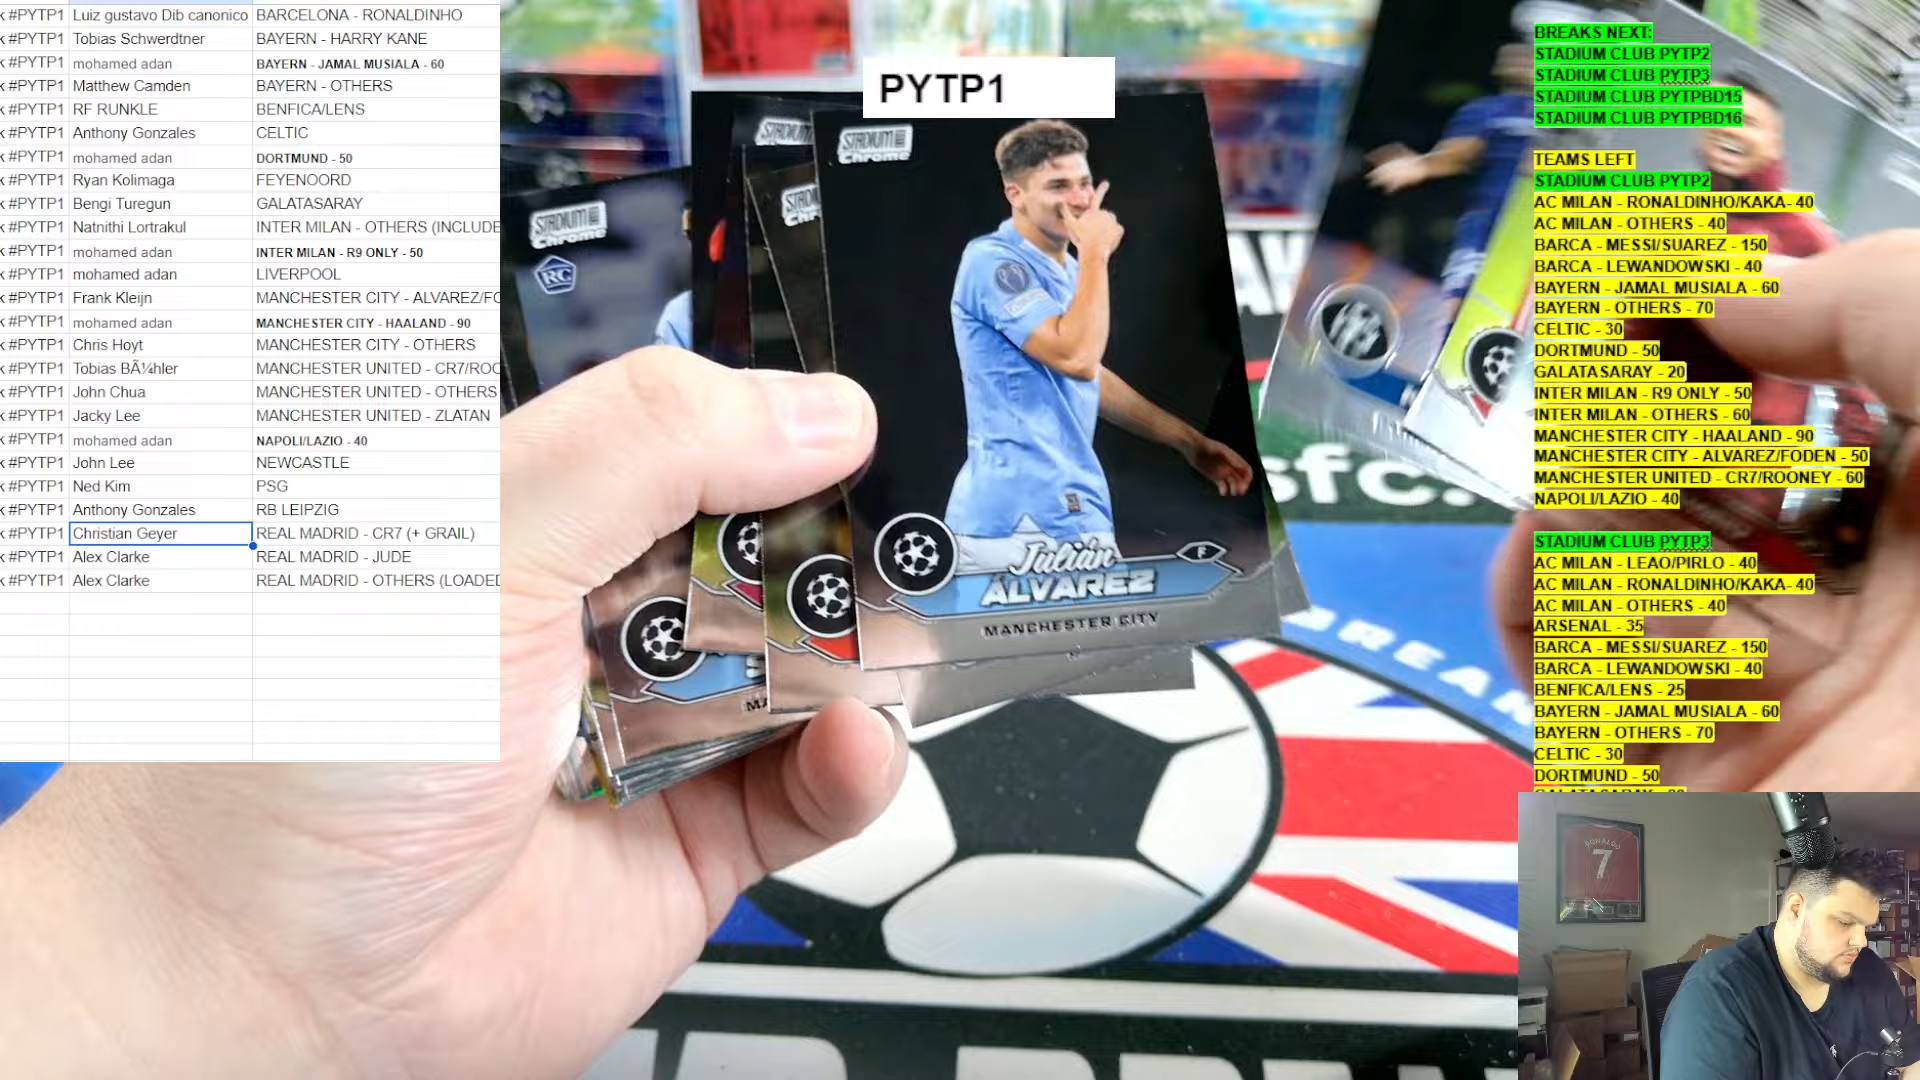 k #PYTP1 Luiz gustavo Dib canonico BARCELONA - RONALDINHO
k #PYTP1 Tobias Schwerdtner BAYERN - HARRY KANE
k #PYTP1 mohamed adan BAYERN - JAMAL MUSIALA - 60
k #PYTP1 Matthew Camden BAYERN - OTHERS
k #PYTP1 RF RUNKLE BENFICA/LENS
k #PYTP1 Anthony Gonzales CELTIC
k #PYTP1 mohamed adan DORTMUND - 50
k #PYTP1 Ryan Kolimaga FEYENOORD
k #PYTP1 Bengi Turegun GALATASARAY
k #PYTP1 Natnithi Lortrakul INTER MILAN - OTHERS (INCLUDE
k #PYTP1 mohamed adan INTER MILAN - R9 ONLY - 50
k #PYTP1 mohamed adan LIVERPOOL
k #PYTP1 Frank Kleijn MANCHESTER CITY - ALVAREZ/FO
k #PYTP1 mohamed adan MANCHESTER CITY - HAALAND - 90
k #PYTP1 Chris Hoyt MANCHESTER CITY - OTHERS
k #PYTP1 Tobias BÃ¼hler MANCHESTER UNITED - CR7/ROO
k #PYTP1 John Chua MANCHESTER UNITED - OTHERS
k #PYTP1 Jacky Lee MANCHESTER UNITED - ZLATAN
k #PYTP1 mohamed adan NAPOLI/LAZIO - 40
k #PYTP1 John Lee NEWCASTLE
k #PYTP1 Ned Kim PSG
k #PYTP1 Anthony Gonzales RB LEIPZIG
k #PYTP1 Christian Geyer REAL MADRID - CR7 (+ GRAIL)
k #PYTP1 Alex Clarke REAL MADRID - JUDE
k #PYTP1 Alex Clarke REAL MADRID - OTHERS (LOADED
PYTP1
STADIUM
Chrome
STADIUM
Chrome
RC
Julián
ÁLVAREZ
F
MANCHESTER CITY
sfc.
BREAK
BREAKS NEXT:
STADIUM CLUB PYTP2
STADIUM CLUB PYTP3
STADIUM CLUB PYTPBD15
STADIUM CLUB PYTPBD16
TEAMS LEFT
STADIUM CLUB PYTP2
AC MILAN - RONALDINHO/KAKA- 40
AC MILAN - OTHERS - 40
BARCA - MESSI/SUAREZ - 150
BARCA - LEWANDOWSKI - 40
BAYERN - JAMAL MUSIALA - 60
BAYERN - OTHERS - 70
CELTIC - 30
DORTMUND - 50
GALATASARAY - 20
INTER MILAN - R9 ONLY - 50
INTER MILAN - OTHERS - 60
MANCHESTER CITY - HAALAND - 90
MANCHESTER CITY - ALVAREZ/FODEN - 50
MANCHESTER UNITED - CR7/ROONEY - 60
NAPOLI/LAZIO - 40
STADIUM CLUB PYTP3
AC MILAN - LEAO/PIRLO - 40
AC MILAN - RONALDINHO/KAKA- 40
AC MILAN - OTHERS - 40
ARSENAL - 35
BARCA - MESSI/SUAREZ - 150
BARCA - LEWANDOWSKI - 40
BENFICA/LENS - 25
BAYERN - JAMAL MUSIALA - 60
BAYERN - OTHERS - 70
CELTIC - 30
DORTMUND - 50
RONALDO
7